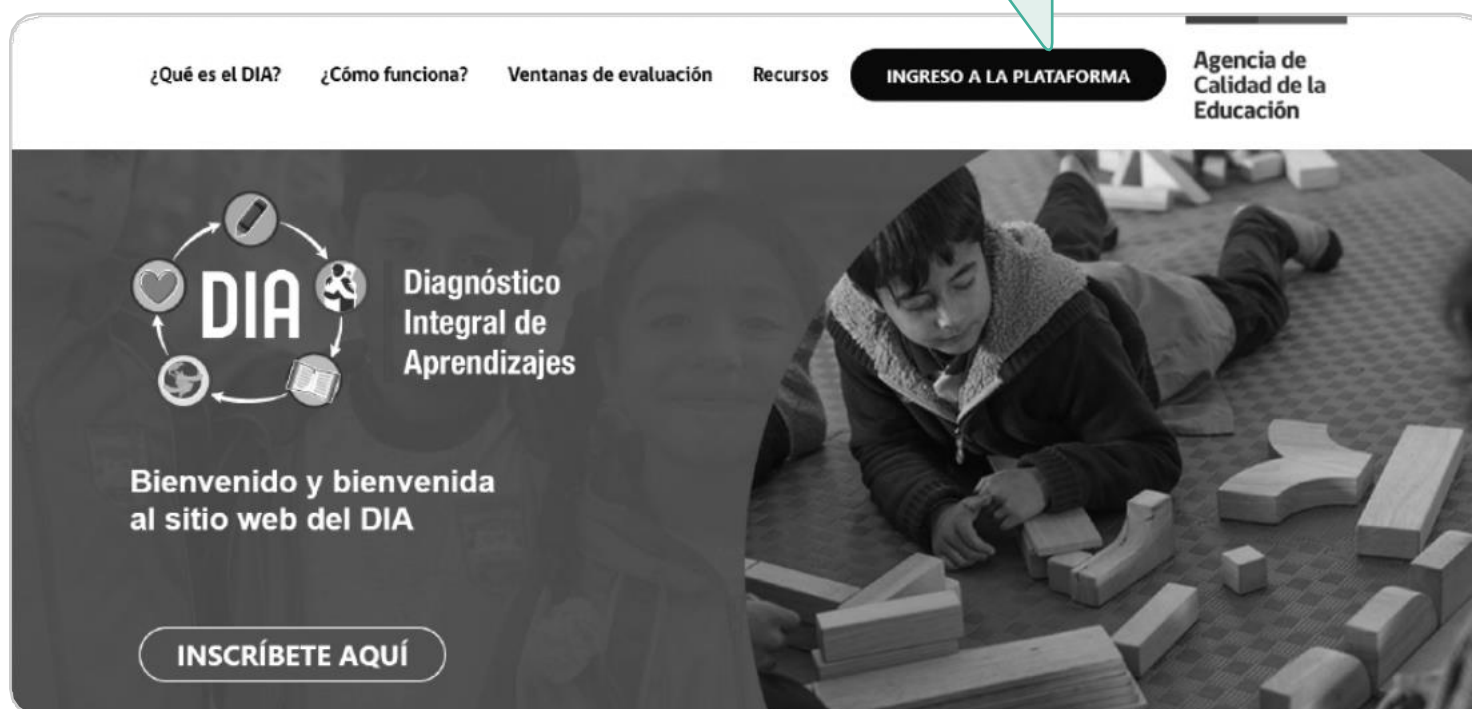 ¿Qué es el DIA? ¿Cómo funciona? Ventanas de evaluación Recursos INGRESO A LA PLATAFORMA
Agencia de
Calidad de la
Educación
DIA
Diagnóstico
Integral de
Aprendizajes
Bienvenido y bienvenida
al sitio web del DIA
INSCRÍBETE AQUÍ